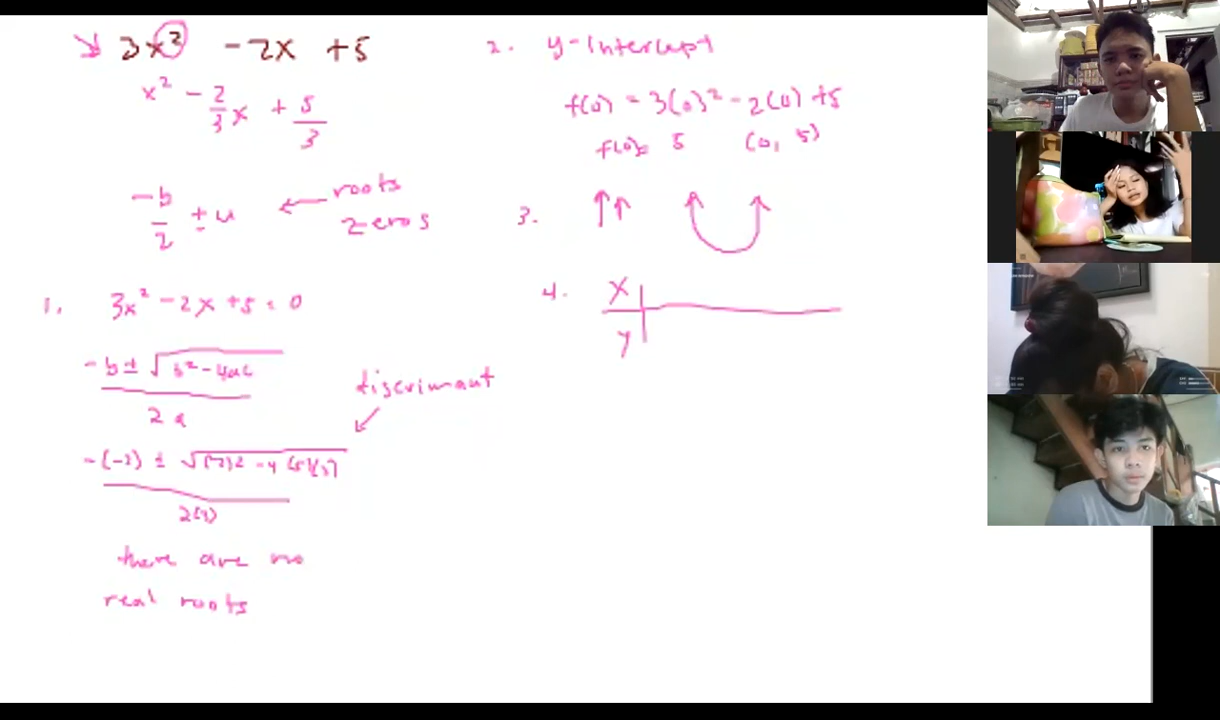 3x² - 2x + 5
x² - 2/3 x + 5/3
-b/2 ± u ← roots
zeros
1. 3x² - 2x + 5 = 0
-b ± √b² - 4ac
2a
discriminant
-(-2) ± √(-2)2 - 4(5)(3)
2(3)
there are no
real roots
2. y-Intercept
f(0) = 3(0)² - 2(0) + 5
f(0) = 5 (0, 5)
3. ↑↑
4. x
y